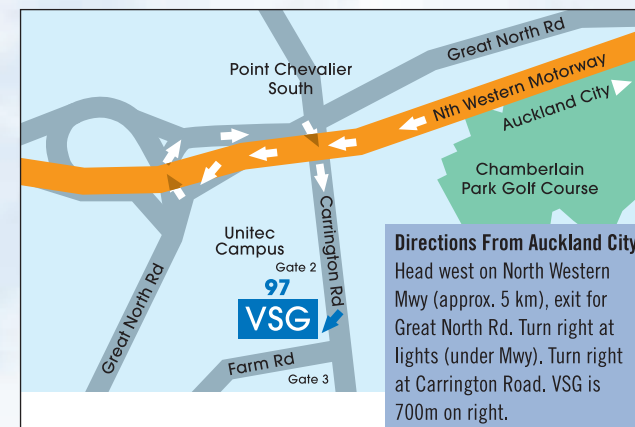 Great North Rd
Point Chevalier
South
Nth Western Motorway
Auckland City
Chamberlain
Park Golf Course
Unitec
Campus
Carrington Rd
Gate 2
97
VSG
Great North Rd
Farm Rd
Gate 3
Directions From Auckland City
Head west on North Western
Mwy (approx. 5 km), exit for
Great North Rd. Turn right at
lights (under Mwy). Turn right
at Carrington Road. VSG is
700m on right.